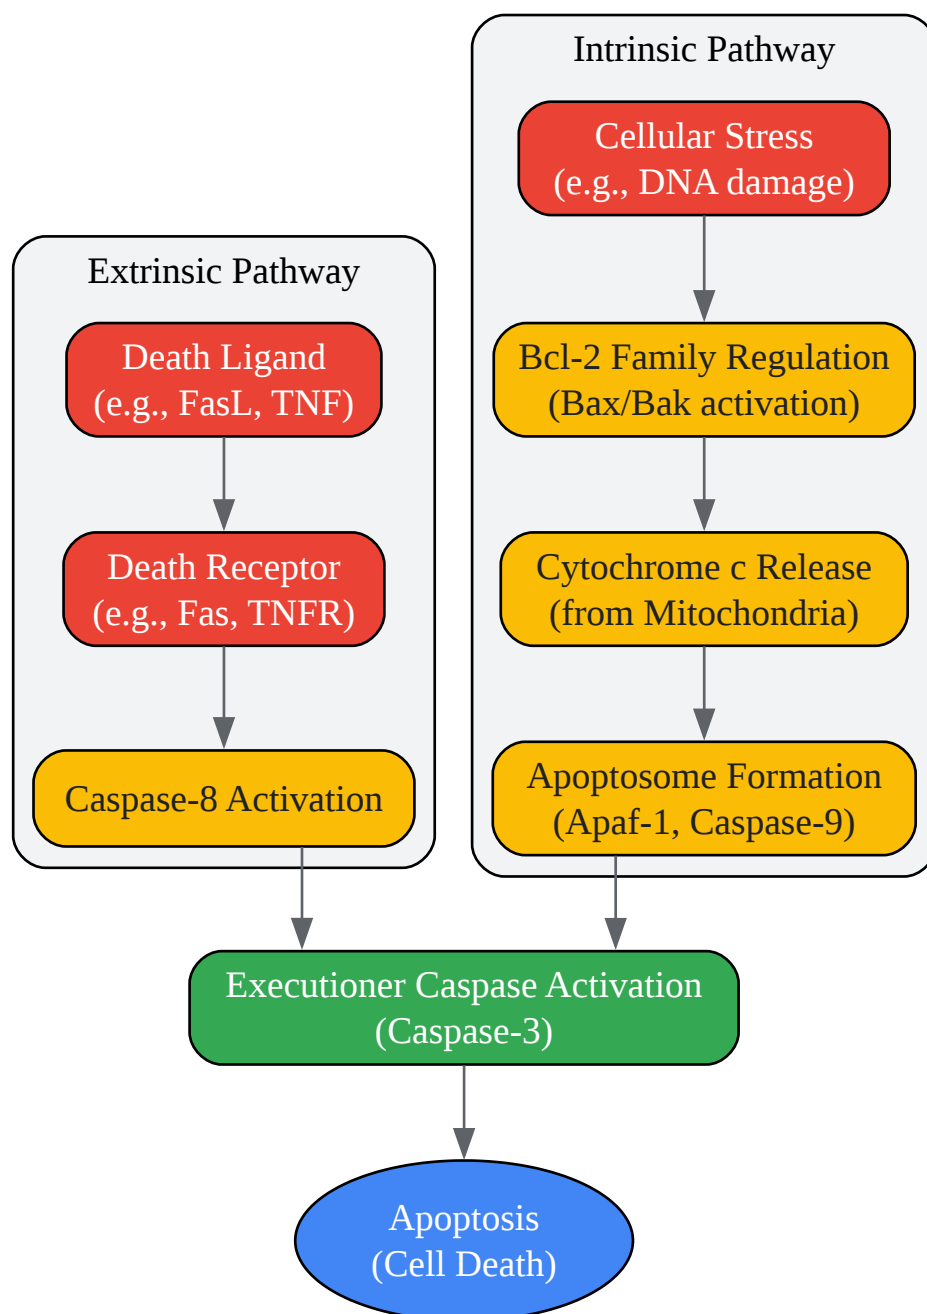 Extrinsic Pathway
Death Ligand
(e.g., FasL, TNF)
Death Receptor
(e.g., Fas, TNFR)
Caspase-8 Activation
Intrinsic Pathway
Cellular Stress
(e.g., DNA damage)
Bcl-2 Family Regulation
(Bax/Bak activation)
Cytochrome c Release
(from Mitochondria)
Apoptosome Formation
(Apaf-1, Caspase-9)
Executioner Caspase Activation
(Caspase-3)
Apoptosis
(Cell Death)